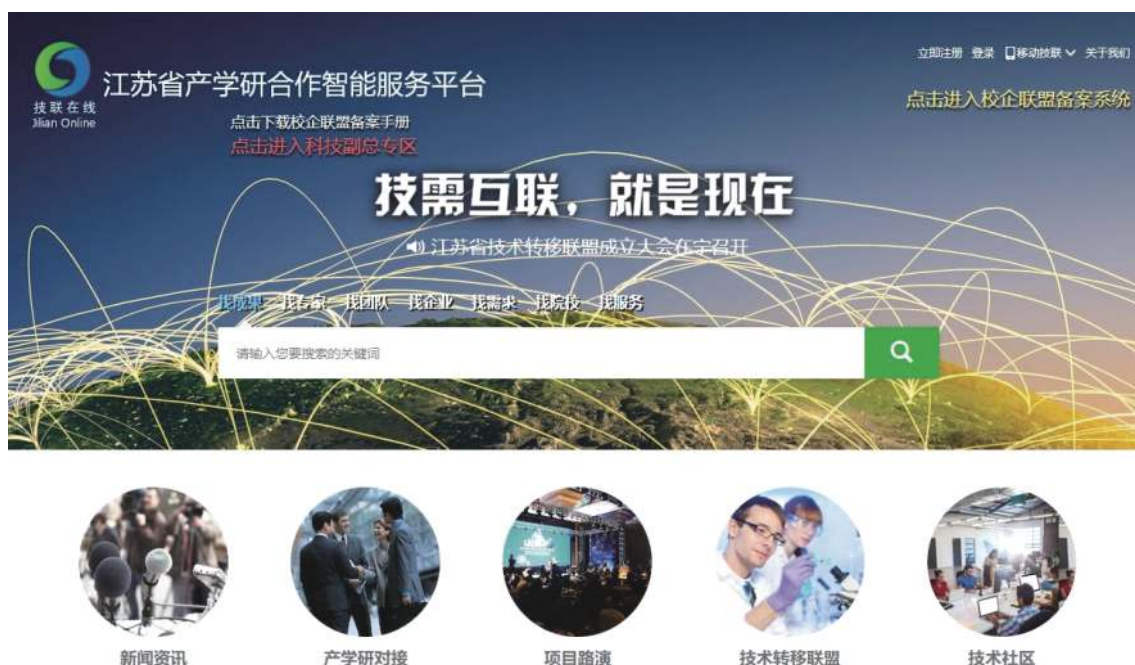 立即注册 登录 移动技联 关于我们
江苏省产学研合作智能服务平台
技联在线
Jilian Online
点击进入校企联盟备案系统
点击下载校企联盟备案手册
点击进入科技副总专区
技需互联，就是现在
江苏省技术转移联盟成立大会在宁召开
找成果 找专家 找团队 找企业 找需求 找院校 找服务
请输入您要搜索的关键词
新闻资讯 产学研对接 项目路演 技术转移联盟 技术社区